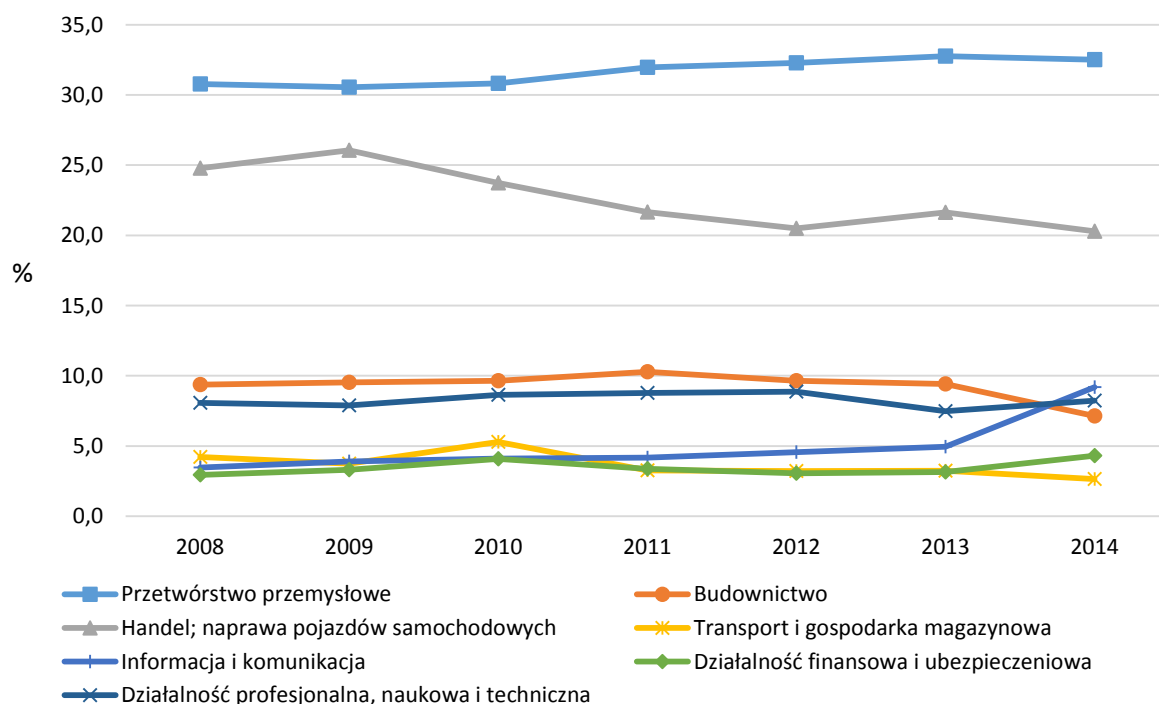 35,0
30,0
25,0
20,0
%
15,0
10,0
5,0
0,0
2008 2009 2010 2011 2012 2013 2014
Przetwórstwo przemysłowe Budownictwo
Handel; naprawa pojazdów samochodowych Transport i gospodarka magazynowa
Informacja i komunikacja Działalność finansowa i ubezpieczeniowa
Działalność profesjonalna, naukowa i techniczna